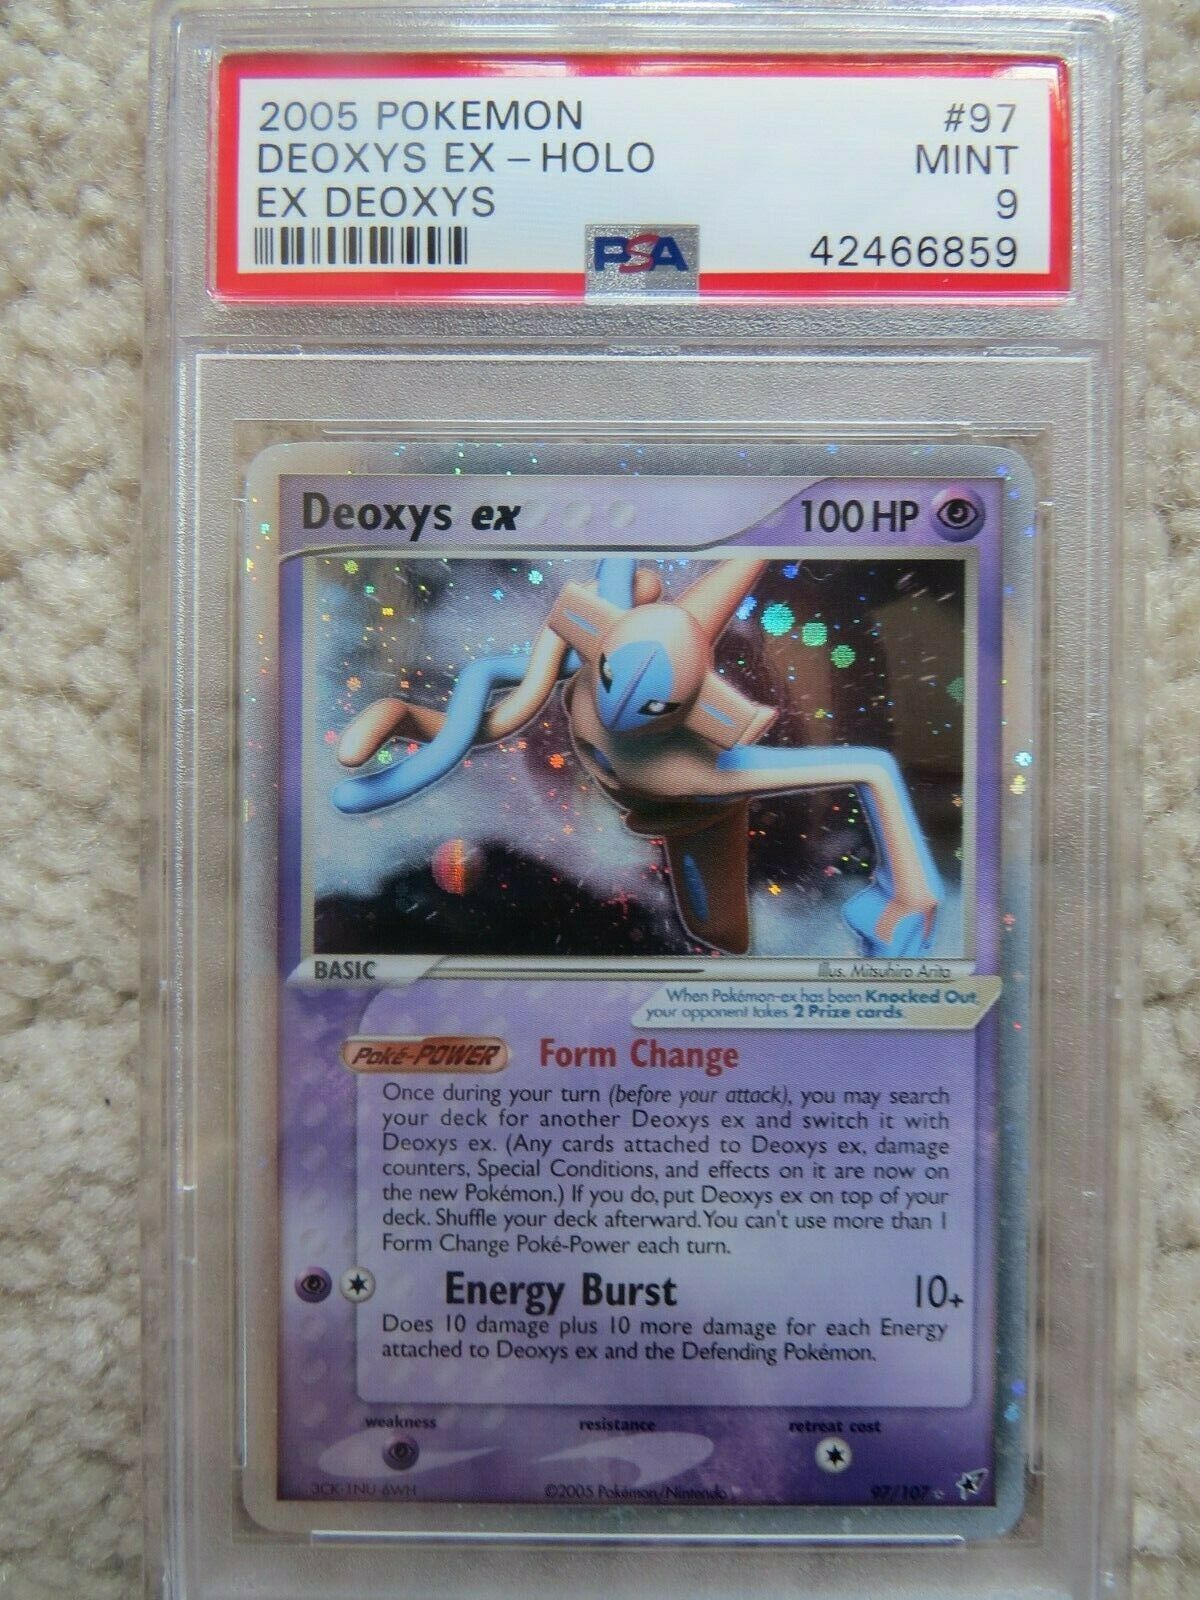 2005 POKEMON #97
DEOXYS EX – HOLO MINT
EX DEOXYS 9
PSA 42466859
Deoxys ex 100 HP
BASIC Illus. Mitsuhiro Arita
When Pokémon-ex has been Knocked Out,
your opponent takes 2 Prize cards.
Poké-POWER Form Change
Once during your turn (before your attack), you may search
your deck for another Deoxys ex and switch it with
Deoxys ex. (Any cards attached to Deoxys ex, damage
counters, Special Conditions, and effects on it are now on
the new Pokémon.) If you do, put Deoxys ex on top of your
deck. Shuffle your deck afterward. You can't use more than 1
Form Change Poké-Power each turn.
Energy Burst 10+
Does 10 damage plus 10 more damage for each Energy
attached to Deoxys ex and the Defending Pokémon.
weakness resistance retreat cost
3CK-1NU-6WH ©2005 Pokémon/Nintendo 97/107